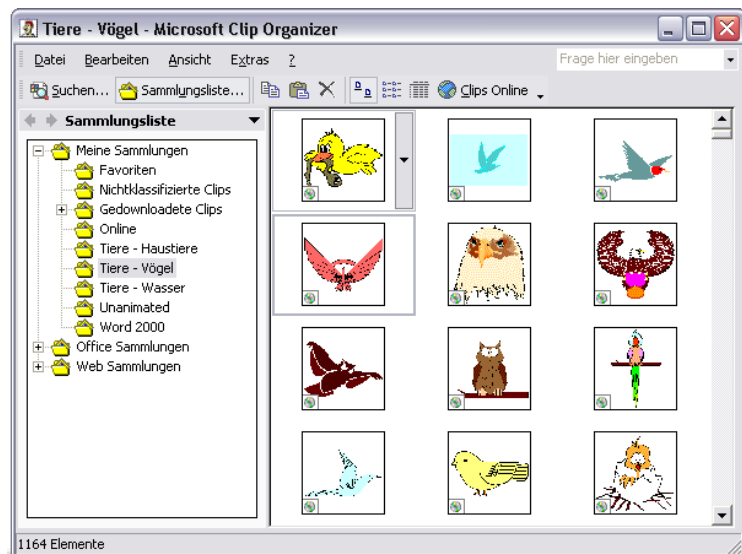 Tiere - Vögel - Microsoft Clip Organizer
Datei Bearbeiten Ansicht Extras ? Frage hier eingeben
Suchen... Sammlungsliste... Clips Online
Sammlungsliste
Meine Sammlungen
Favoriten
Nichtklassifizierte Clips
Gedownloadete Clips
Online
Tiere - Haustiere
Tiere - Vögel
Tiere - Wasser
Unanimated
Word 2000
Office Sammlungen
Web Sammlungen
1164 Elemente